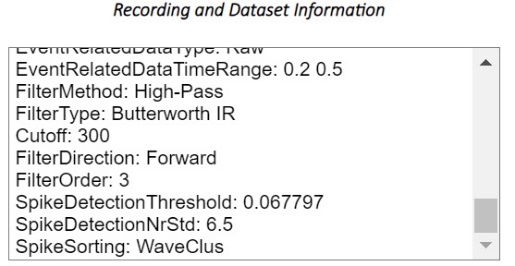 Recording and Dataset Information
EventRelatedDataType: Raw
EventRelatedDataTimeRange: 0.2 0.5
FilterMethod: High-Pass
FilterType: Butterworth IR
Cutoff: 300
FilterDirection: Forward
FilterOrder: 3
SpikeDetectionThreshold: 0.067797
SpikeDetectionNrStd: 6.5
SpikeSorting: WaveClus